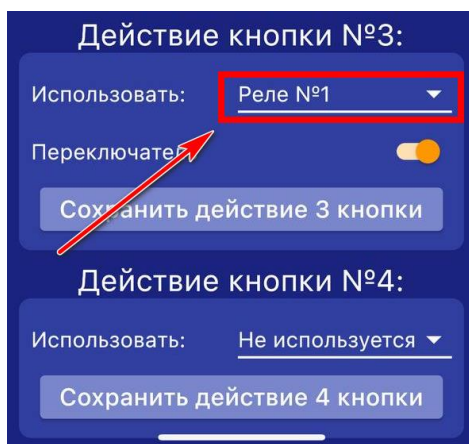 Действие кнопки №3:
Использовать: Реле №1
Переключатель
Сохранить действие 3 кнопки
Действие кнопки №4:
Использовать: Не используется
Сохранить действие 4 кнопки